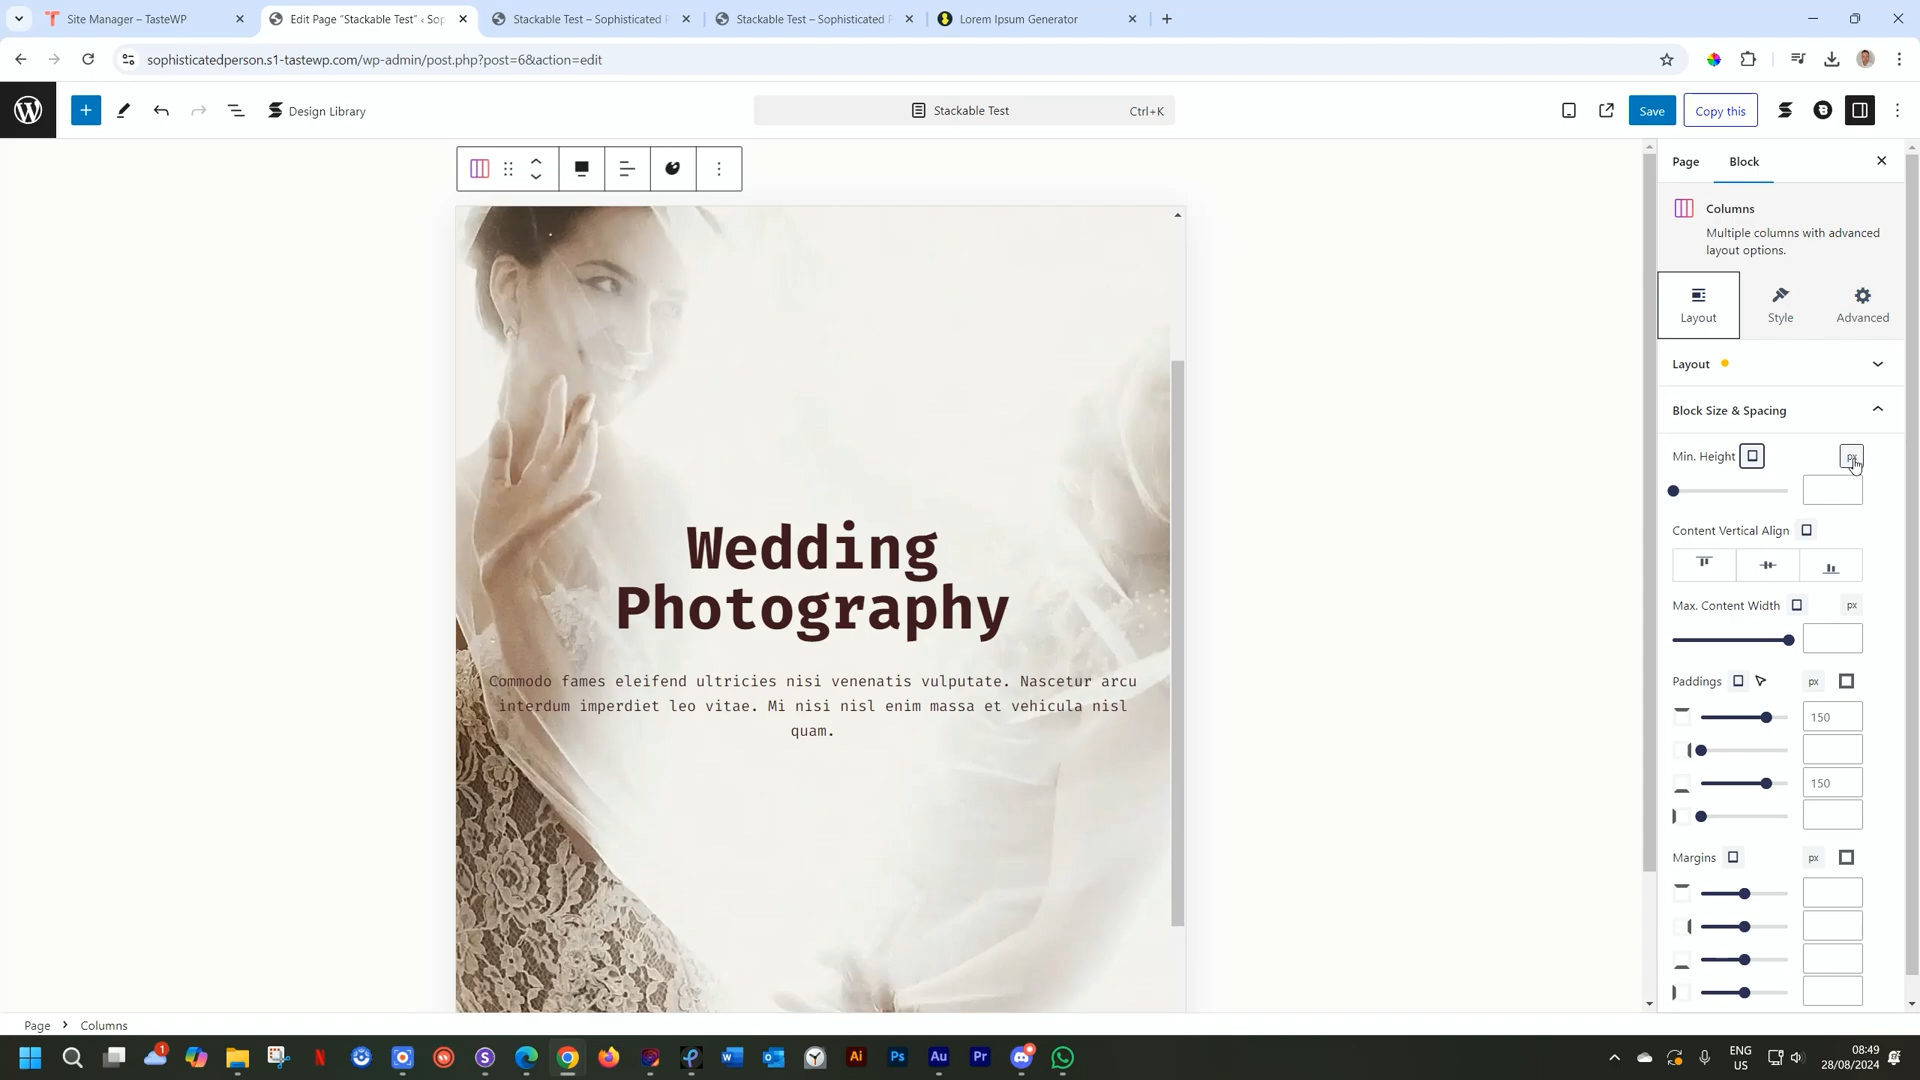 Site Manager – TasteWP
Edit Page “Stackable Test” ‹ Sop
Stackable Test – Sophisticated P
Stackable Test – Sophisticated P
Lorem Ipsum Generator
sophisticatedperson.s1-tastewp.com/wp-admin/post.php?post=6&action=edit
Design Library
Stackable Test
Ctrl+K
Save
Copy this
Page
Block
Columns
Multiple columns with advanced
layout options.
Layout
Style
Advanced
Layout
Block Size & Spacing
Min. Height
px
Content Vertical Align
Max. Content Width
px
Paddings
px
150
150
Margins
px
Wedding
Photography
Commodo fames eleifend ultricies nisi venenatis vulputate. Nascetur arcu
interdum imperdiet leo vitae. Mi nisi nisl enim massa et vehicula nisl
quam.
Page
Columns
1
ENG
US
08:49
28/08/2024